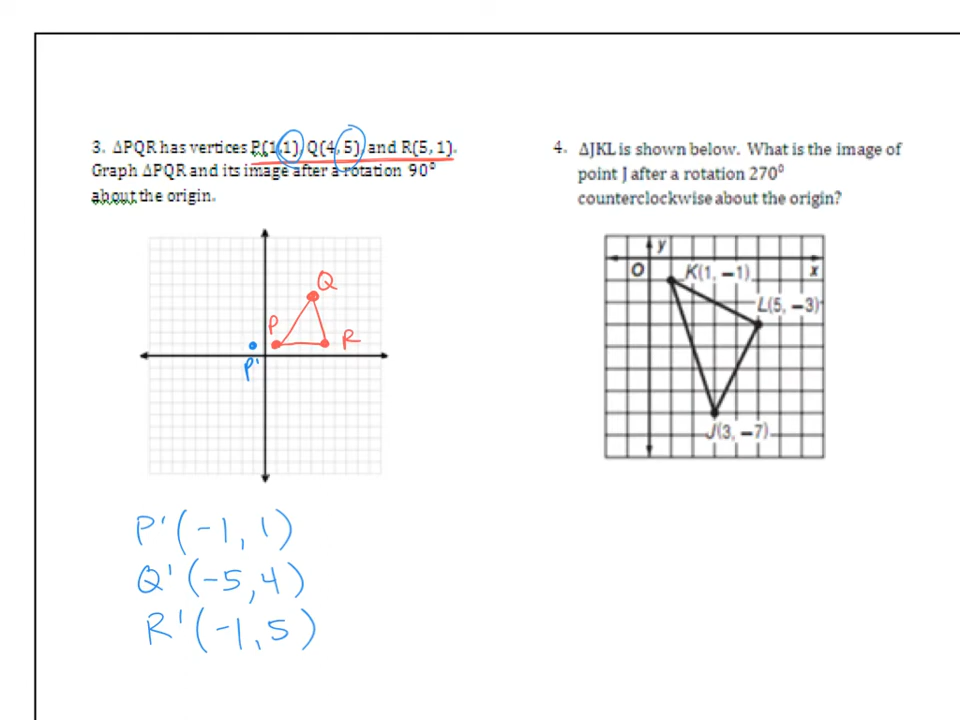 3. ΔPQR has vertices P(1,1), Q(4, 5) and R(5, 1).
Graph ΔPQR and its image after a rotation 90⁰
about the origin.
Q
P
R
P'
P' (-1, 1)
Q' (-5, 4)
R' (-1, 5)
4. ΔJKL is shown below. What is the image of
point J after a rotation 270⁰
counterclockwise about the origin?
y
O
K(1, −1)
x
L(5, −3)
J(3, −7)